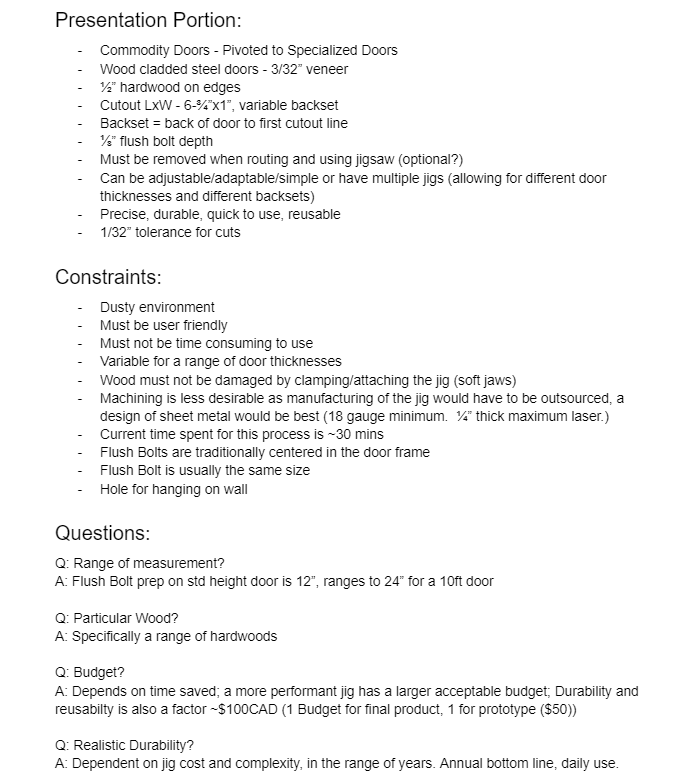 Presentation Portion:
- Commodity Doors - Pivoted to Specialized Doors
- Wood cladded steel doors - 3/32” veneer
- ½” hardwood on edges
- Cutout LxW - 6-¾”x1”, variable backset
- Backset = back of door to first cutout line
- ⅛” flush bolt depth
- Must be removed when routing and using jigsaw (optional?)
- Can be adjustable/adaptable/simple or have multiple jigs (allowing for different door
thicknesses and different backsets)
- Precise, durable, quick to use, reusable
- 1/32” tolerance for cuts
Constraints:
- Dusty environment
- Must be user friendly
- Must not be time consuming to use
- Variable for a range of door thicknesses
- Wood must not be damaged by clamping/attaching the jig (soft jaws)
- Machining is less desirable as manufacturing of the jig would have to be outsourced, a
design of sheet metal would be best (18 gauge minimum. ¼” thick maximum laser.)
- Current time spent for this process is ~30 mins
- Flush Bolts are traditionally centered in the door frame
- Flush Bolt is usually the same size
- Hole for hanging on wall
Questions:
Q: Range of measurement?
A: Flush Bolt prep on std height door is 12”, ranges to 24” for a 10ft door
Q: Particular Wood?
A: Specifically a range of hardwoods
Q: Budget?
A: Depends on time saved; a more performant jig has a larger acceptable budget; Durability and
reusabilty is also a factor ~$100CAD (1 Budget for final product, 1 for prototype ($50))
Q: Realistic Durability?
A: Dependent on jig cost and complexity, in the range of years. Annual bottom line, daily use.